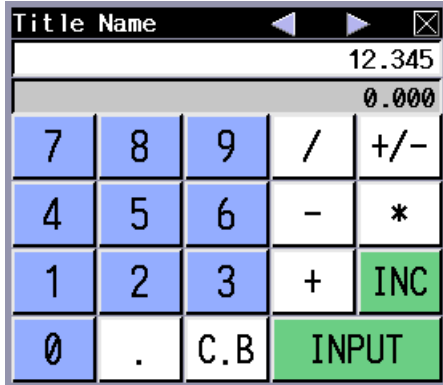 Title Name
12.345
0.000
7 8 9 / +/-
4 5 6 - *
1 2 3 + INC
0 . C.B INPUT